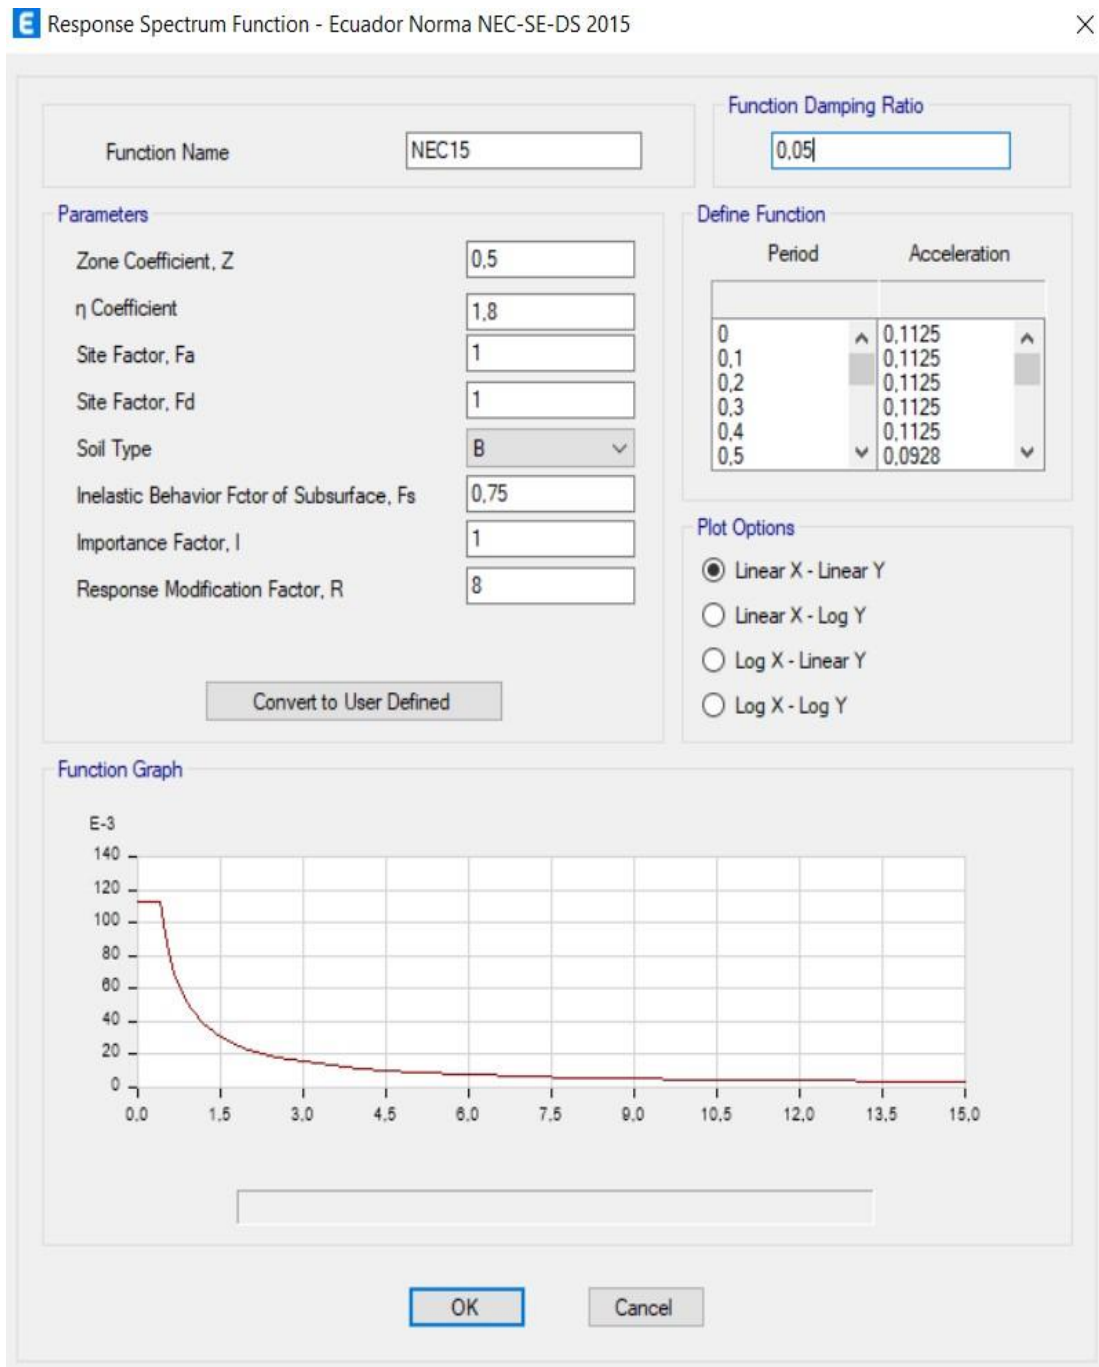 Response Spectrum Function - Ecuador Norma NEC-SE-DS 2015
Function Name
NEC15
Function Damping Ratio
0,05
Parameters
Zone Coefficient, Z
0,5
η Coefficient
1,8
Site Factor, Fa
1
Site Factor, Fd
1
Soil Type
B
Inelastic Behavior Fctor of Subsurface, Fs
0,75
Importance Factor, I
1
Response Modification Factor, R
8
Convert to User Defined
Define Function
Period Acceleration
0 0,1125
0,1 0,1125
0,2 0,1125
0,3 0,1125
0,4 0,1125
0,5 0,0928
Plot Options
Linear X - Linear Y
Linear X - Log Y
Log X - Linear Y
Log X - Log Y
Function Graph
E-3
140
120
100
80
60
40
20
0
0,0 1,5 3,0 4,5 6,0 7,5 9,0 10,5 12,0 13,5 15,0
OK Cancel